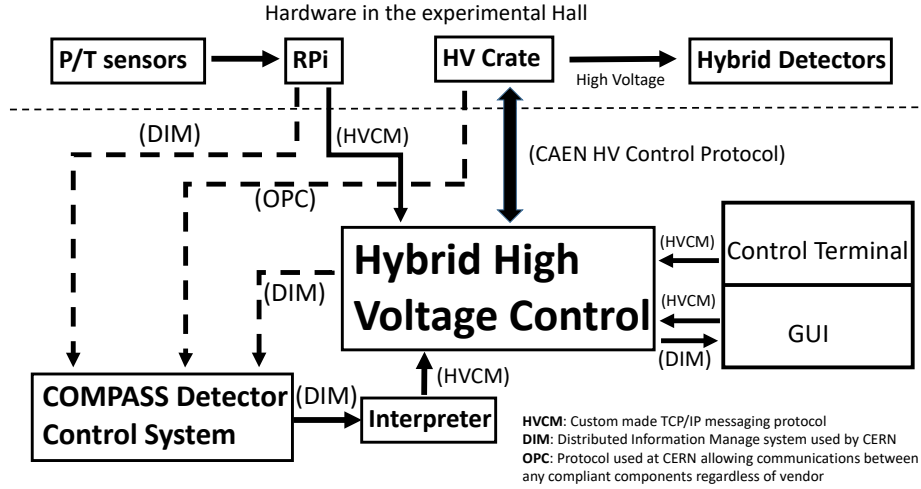 Hardware in the experimental Hall
P/T sensors
RPi
HV Crate
High Voltage
Hybrid Detectors
(DIM)
(HVCM)
(CAEN HV Control Protocol)
(OPC)
Hybrid High
Voltage Control
(HVCM)
Control Terminal
(DIM)
(HVCM)
GUI
(DIM)
COMPASS Detector
Control System
(DIM)
(HVCM)
Interpreter
HVCM: Custom made TCP/IP messaging protocol
DIM: Distributed Information Manage system used by CERN
OPC: Protocol used at CERN allowing communications between
any compliant components regardless of vendor